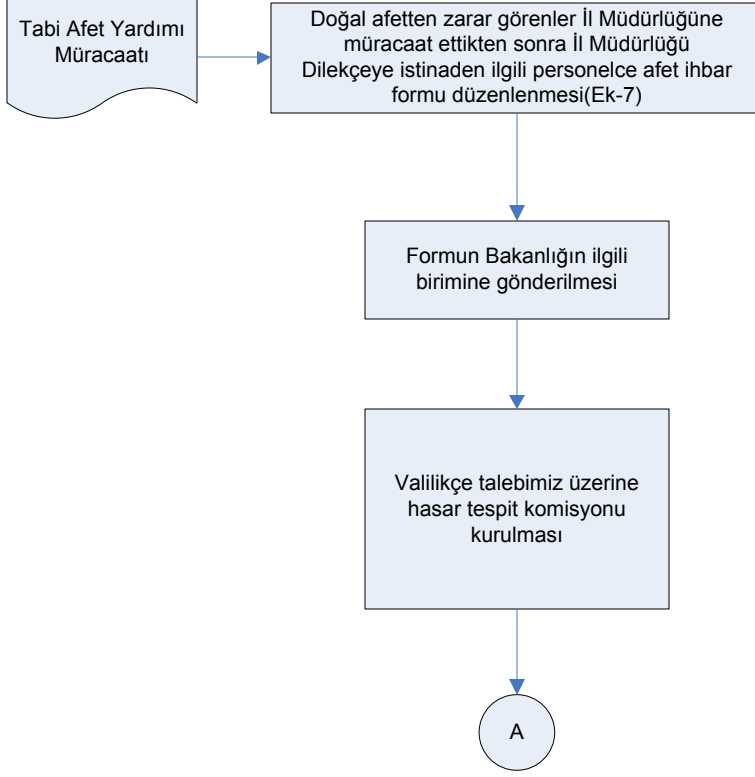 Tabi Afet Yardımı
Müracaatı
Doğal afetten zarar görenler İl Müdürlüğüne
müracaat ettikten sonra İl Müdürlüğü
Dilekçeye istinaden ilgili personelce afet ihbar
formu düzenlenmesi(Ek-7)
Formun Bakanlığın ilgili
birimine gönderilmesi
Valilikçe talebimiz üzerine
hasar tespit komisyonu
kurulması
A